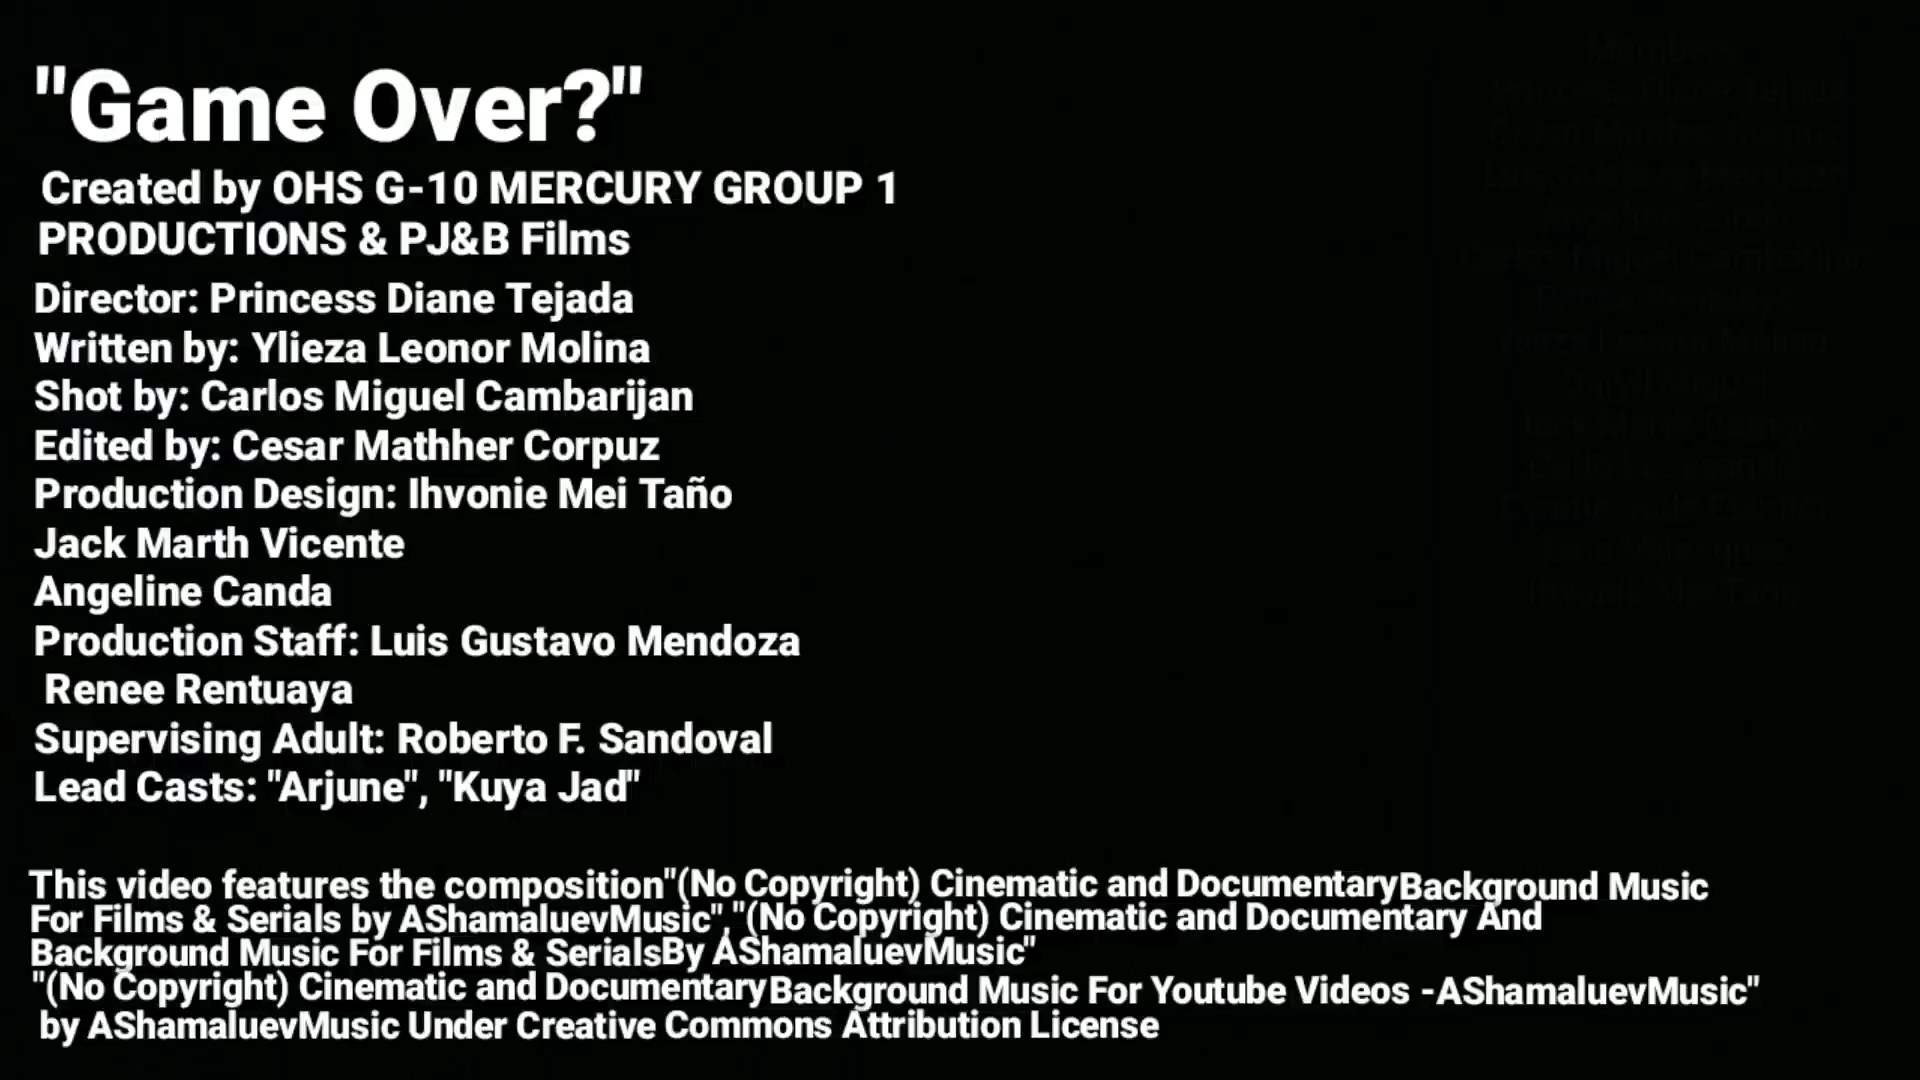 "Game Over?"
Created by OHS G-10 MERCURY GROUP 1
PRODUCTIONS & PJ&B Films
Director: Princess Diane Tejada
Written by: Ylieza Leonor Molina
Shot by: Carlos Miguel Cambarijan
Edited by: Cesar Mathher Corpuz
Production Design: Ihvonie Mei Taño
Jack Marth Vicente
Angeline Canda
Production Staff: Luis Gustavo Mendoza
Renee Rentuaya
Supervising Adult: Roberto F. Sandoval
Lead Casts: "Arjune", "Kuya Jad"
This video features the composition"(No Copyright) Cinematic and DocumentaryBackground Music
For Films & Serials by AShamaluevMusic","(No Copyright) Cinematic and Documentary And
Background Music For Films & SerialsBy AShamaluevMusic"
"(No Copyright) Cinematic and DocumentaryBackground Music For Youtube Videos -AShamaluevMusic"
by AShamaluevMusic Under Creative Commons Attribution License